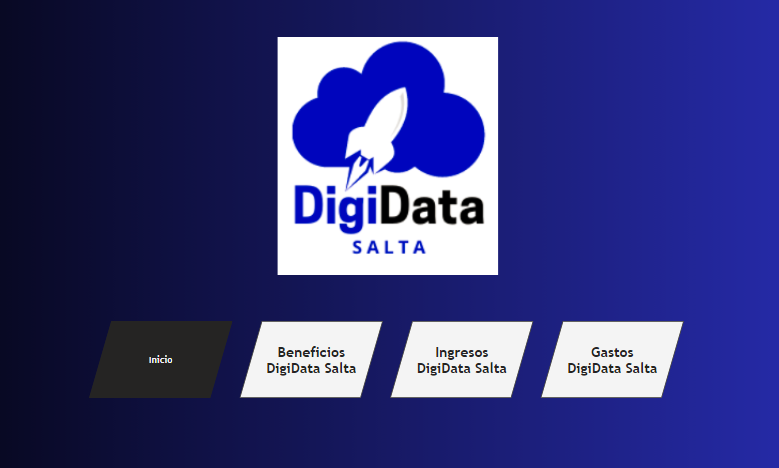 DigiData
SALTA
Inicio
Beneficios
DigiData Salta
Ingresos
DigiData Salta
Gastos
DigiData Salta